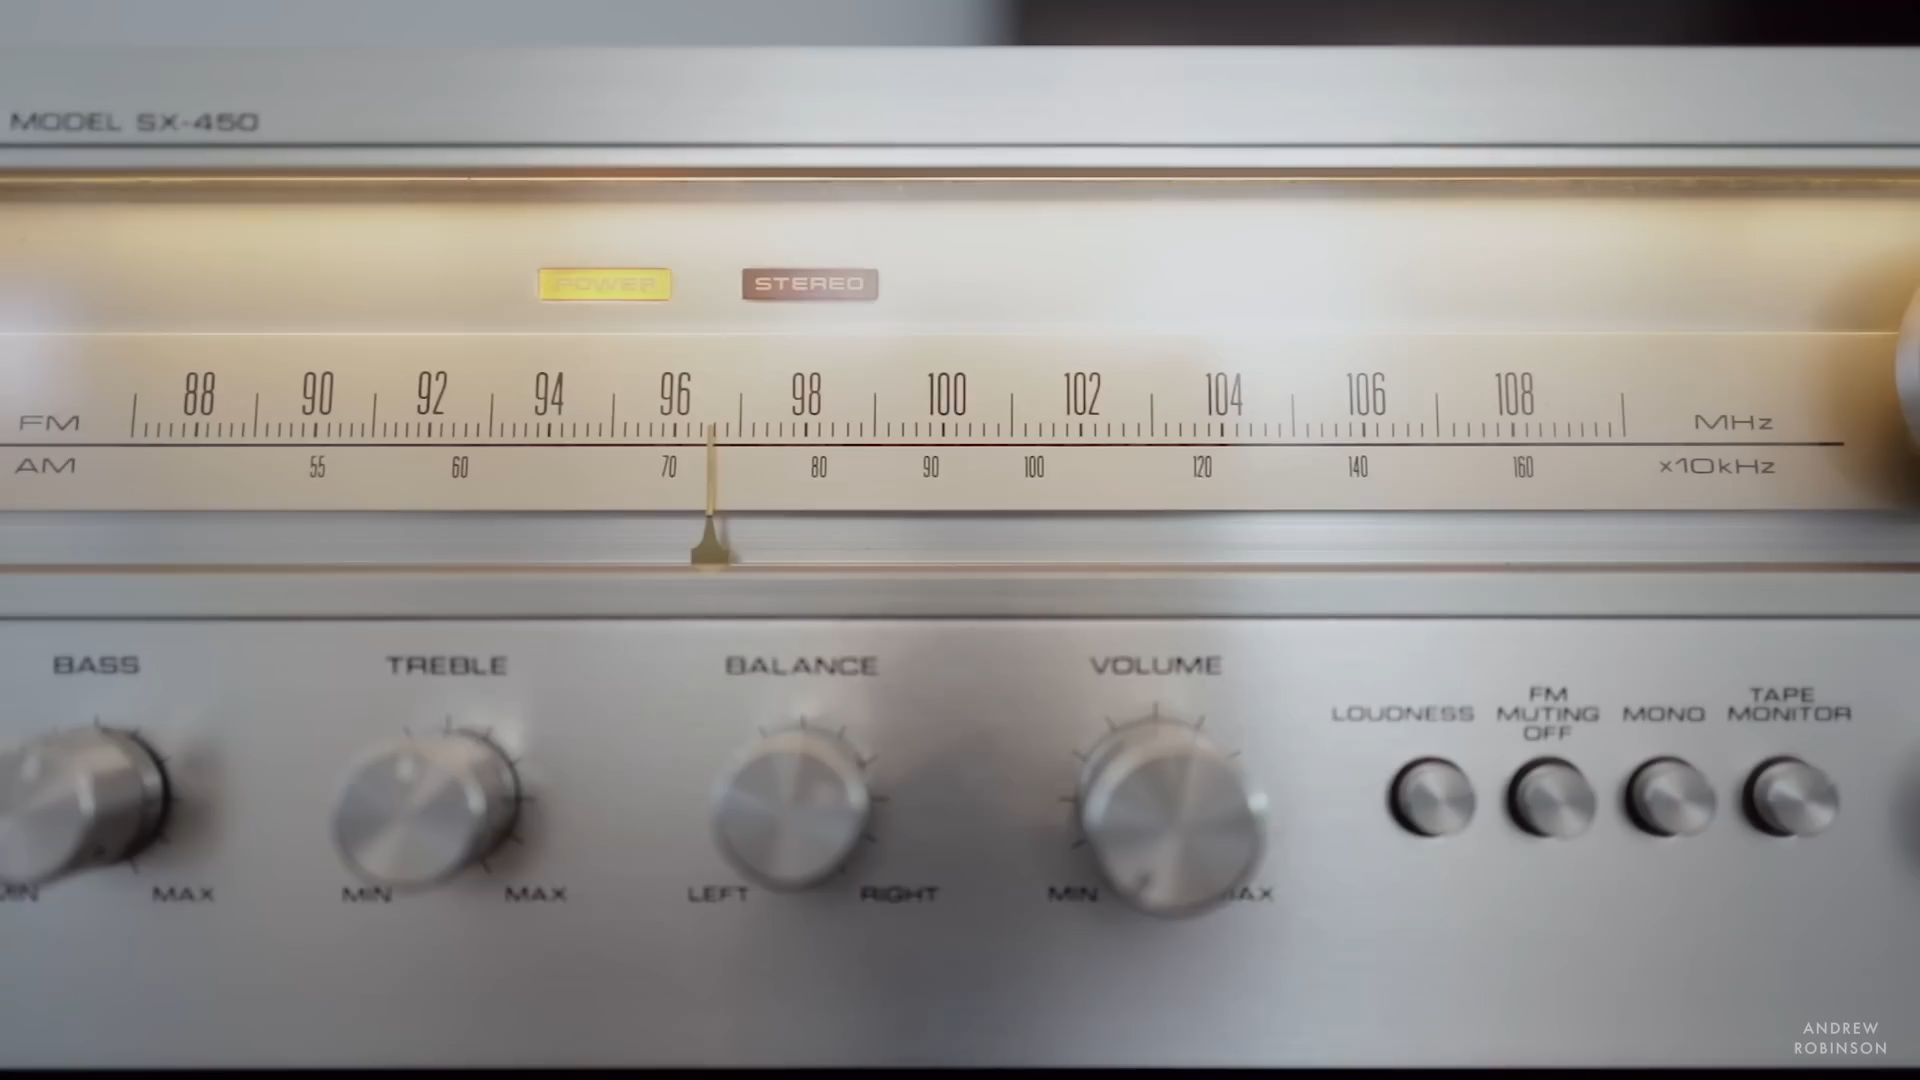 MODEL SX-450
POWER STEREO
88 90 92 94 96 98 100 102 104 106 108
FM MHz
AM 55 60 70 80 90 100 120 140 160 x10kHz
BASS TREBLE BALANCE VOLUME
LOUDNESS
FM
MUTING
OFF
MONO
TAPE
MONITOR
MIN MAX MIN MAX LEFT RIGHT MIN MAX
ANDREW
ROBINSON